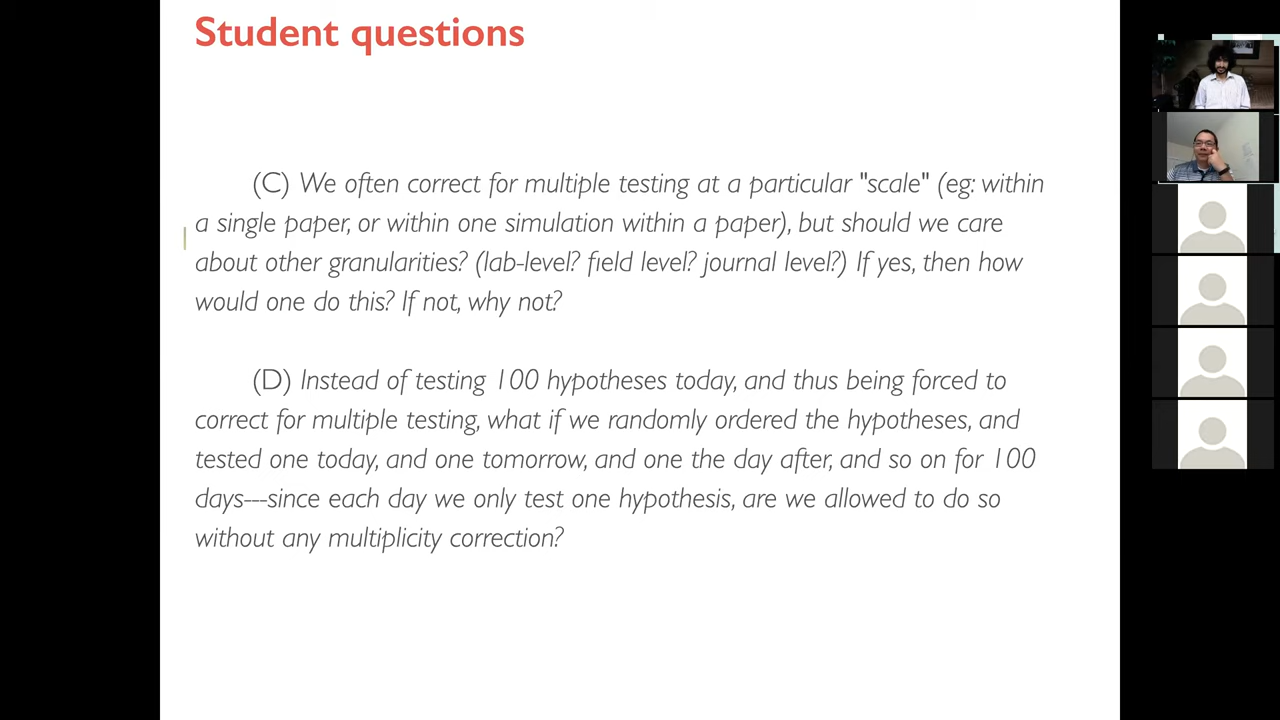 Student questions
(C) We often correct for multiple testing at a particular "scale" (eg: within
a single paper, or within one simulation within a paper), but should we care
about other granularities? (lab-level? field level? journal level?) If yes, then how
would one do this? If not, why not?
(D) Instead of testing 100 hypotheses today, and thus being forced to
correct for multiple testing, what if we randomly ordered the hypotheses, and
tested one today, and one tomorrow, and one the day after, and so on for 100
days---since each day we only test one hypothesis, are we allowed to do so
without any multiplicity correction?